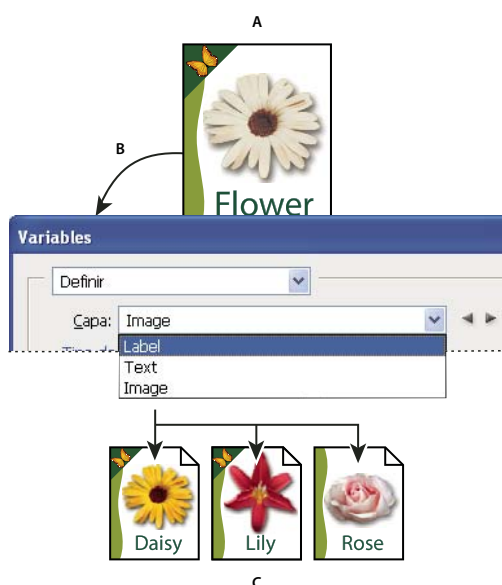 A
B
Flower
Variables
Definir
Capa: Image
Label
Text
Image
Daisy Lily Rose
C